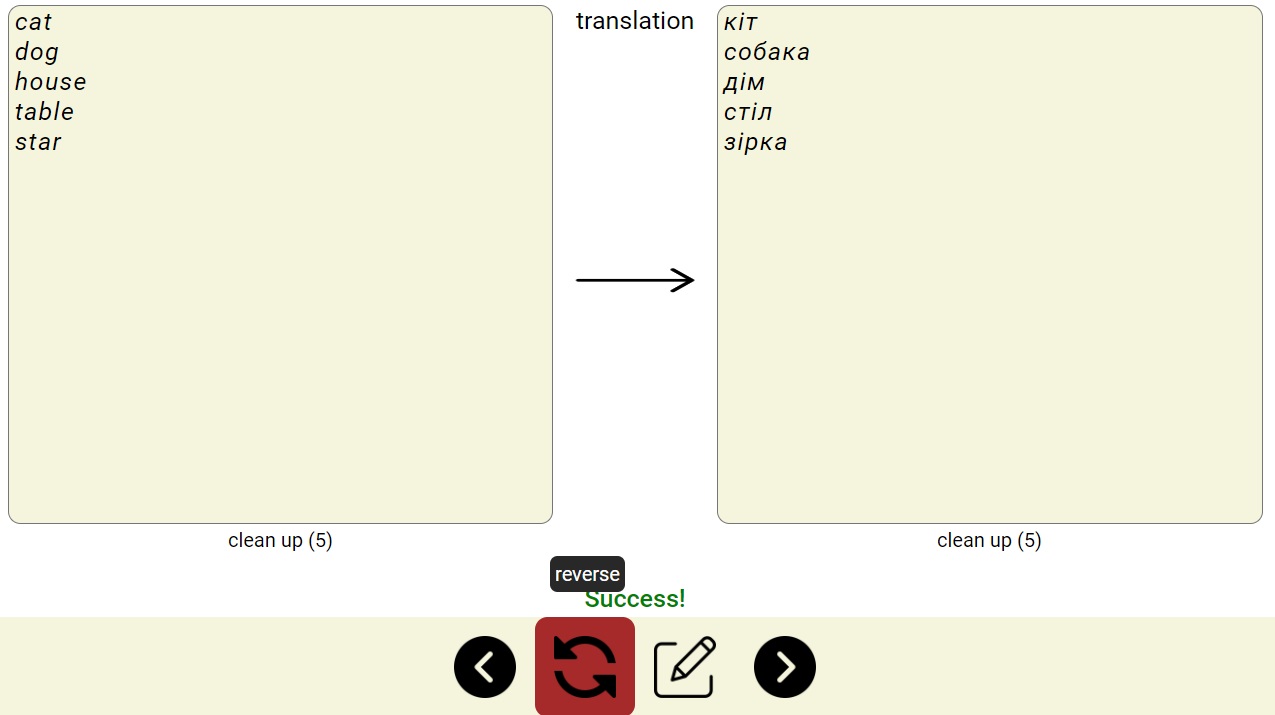 cat
dog
house
table
star
translation
кіт
собака
дім
стіл
зірка
clean up (5)
clean up (5)
reverse
Success!